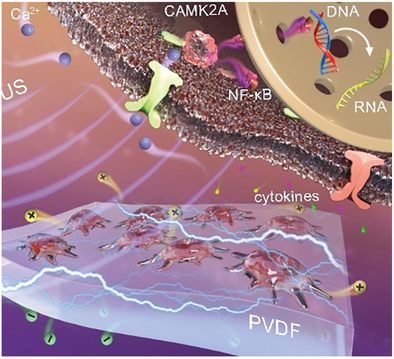 Ca²⁺
CAMK2A
DNA
NF-κB
RNA
US
cytokines
PVDF